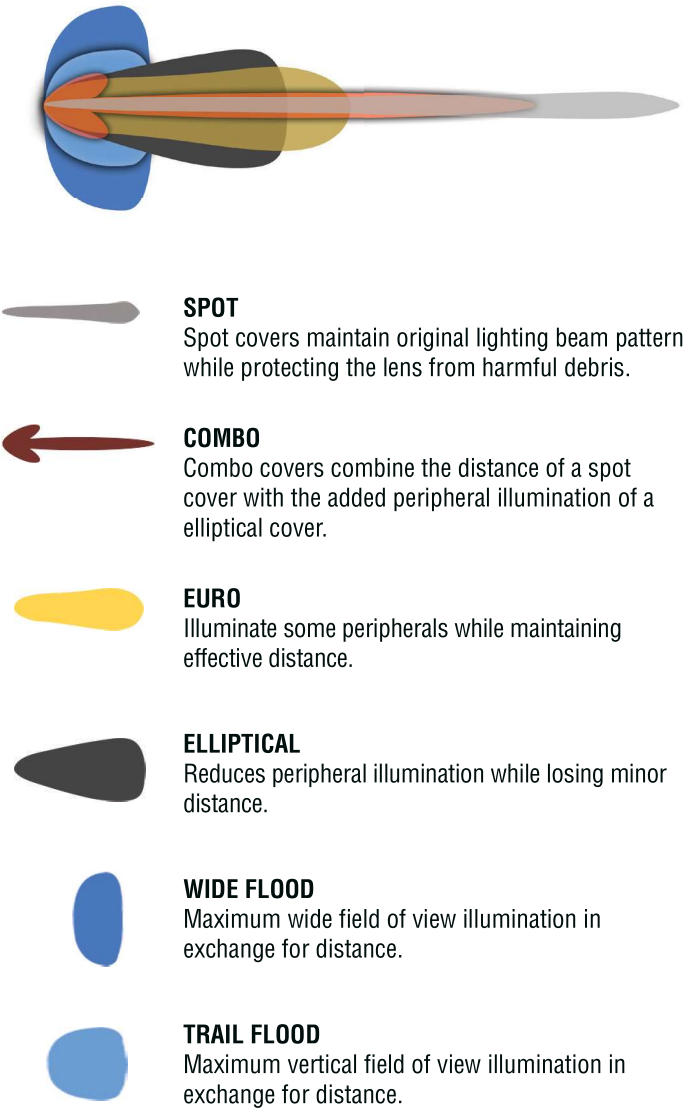 SPOT
Spot covers maintain original lighting beam pattern
while protecting the lens from harmful debris.
COMBO
Combo covers combine the distance of a spot
cover with the added peripheral illumination of a
elliptical cover.
EURO
Illuminate some peripherals while maintaining
effective distance.
ELLIPTICAL
Reduces peripheral illumination while losing minor
distance.
WIDE FLOOD
Maximum wide field of view illumination in
exchange for distance.
TRAIL FLOOD
Maximum vertical field of view illumination in
exchange for distance.